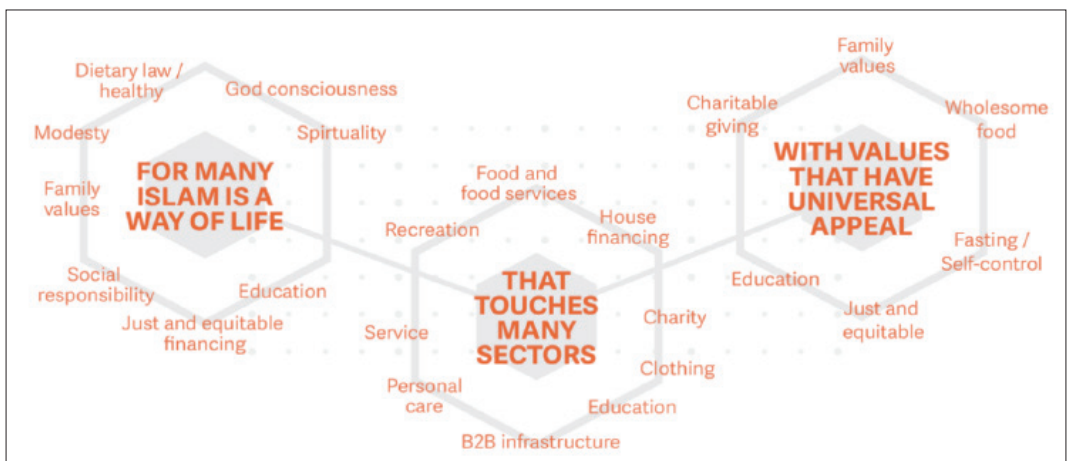 Dietary law /
healthy
God consciousness
Modesty
Spirtuality
FOR MANY
ISLAM IS A
WAY OF LIFE
Family
values
Social
responsibility
Education
Just and equitable
financing
Food and
food services
Recreation
House
financing
THAT
TOUCHES
MANY
SECTORS
Service
Charity
Clothing
Personal
care
Education
B2B infrastructure
Family
values
Charitable
giving
Wholesome
food
WITH VALUES
THAT HAVE
UNIVERSAL
APPEAL
Fasting /
Self-control
Education
Just and
equitable